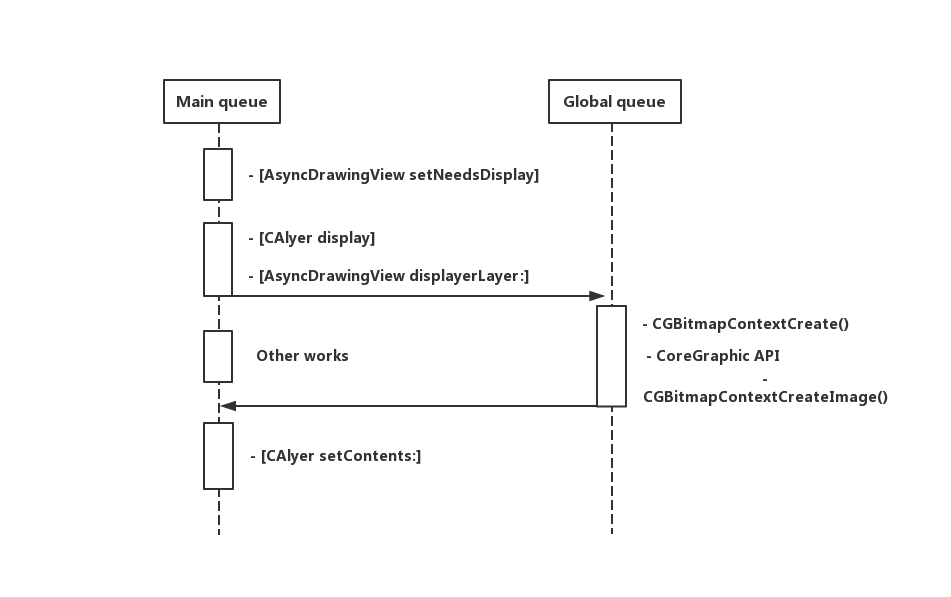 Main queue
Global queue
- [AsyncDrawingView setNeedsDisplay]
- [CAlyer display]
- [AsyncDrawingView displayerLayer:]
- CGBitmapContextCreate()
Other works
- CoreGraphic API
-
CGBitmapContextCreateImage()
- [CAlyer setContents:]